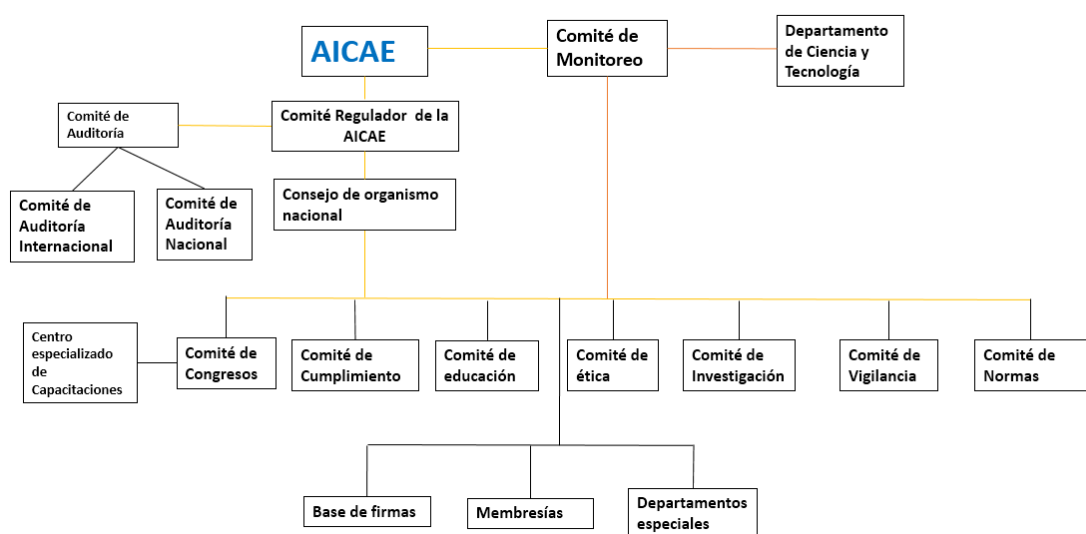 AICAE
Comité de
Monitoreo
Departamento
de Ciencia y
Tecnología
Comité de
Auditoría
Comité Regulador de la
AICAE
Comité de
Auditoría
Internacional
Comité de
Auditoría
Nacional
Consejo de organismo
nacional
Centro
especializado
de
Capacitaciones
Comité de
Congresos
Comité de
Cumplimiento
Comité de
educación
Comité de
ética
Comité de
Investigación
Comité de
Vigilancia
Comité de
Normas
Base de firmas
Membresías
Departamentos
especiales